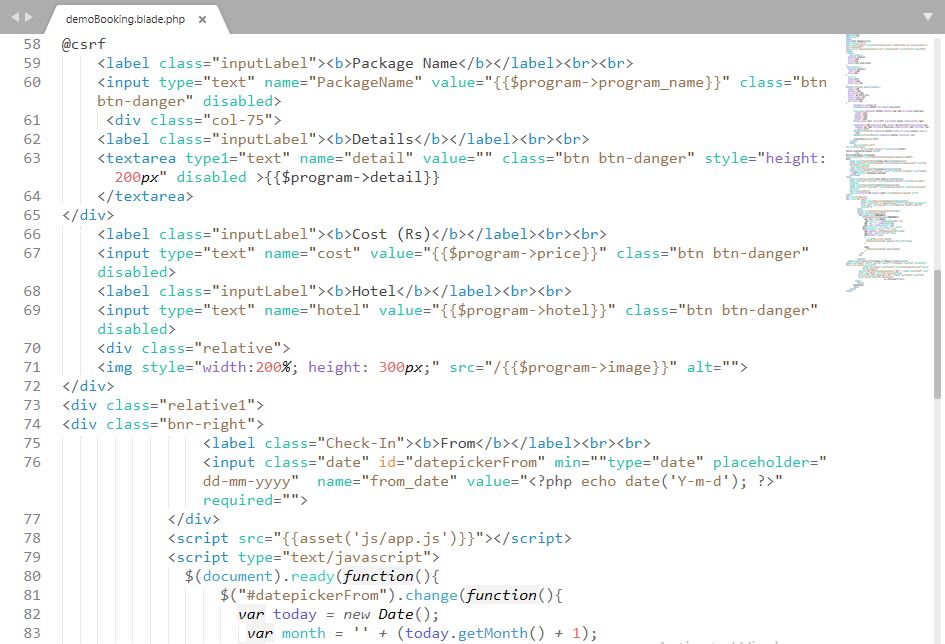 demoBooking.blade.php
58 @csrf
59 <label class="inputLabel"><b>Package Name</b></label><br><br>
60 <input type="text" name="PackageName" value="{{$program->program_name}}" class="btn
btn-danger" disabled>
61 <div class="col-75">
62 <label class="inputLabel"><b>Details</b></label><br><br>
63 <textarea type1="text" name="detail" value="" class="btn btn-danger" style="height:
200px" disabled >{{$program->detail}}
64 </textarea>
65 </div>
66 <label class="inputLabel"><b>Cost (Rs)</b></label><br><br>
67 <input type="text" name="cost" value="{{$program->price}}" class="btn btn-danger"
disabled>
68 <label class="inputLabel"><b>Hotel</b></label><br><br>
69 <input type="text" name="hotel" value="{{$program->hotel}}" class="btn btn-danger"
disabled>
70 <div class="relative">
71 <img style="width:200%; height: 300px;" src="/{{$program->image}}" alt="">
72 </div>
73 <div class="relative1">
74 <div class="bnr-right">
75 <label class="Check-In"><b>From</b></label><br><br>
76 <input class="date" id="datepickerFrom" min=""type="date" placeholder="
dd-mm-yyyy" name="from_date" value="<?php echo date('Y-m-d'); ?>"
required="">
77 </div>
78 <script src="{{asset('js/app.js')}}"></script>
79 <script type="text/javascript">
80 $(document).ready(function(){
81 $("#datepickerFrom").change(function(){
82 var today = new Date();
83 var month = '' + (today.getMonth() + 1);